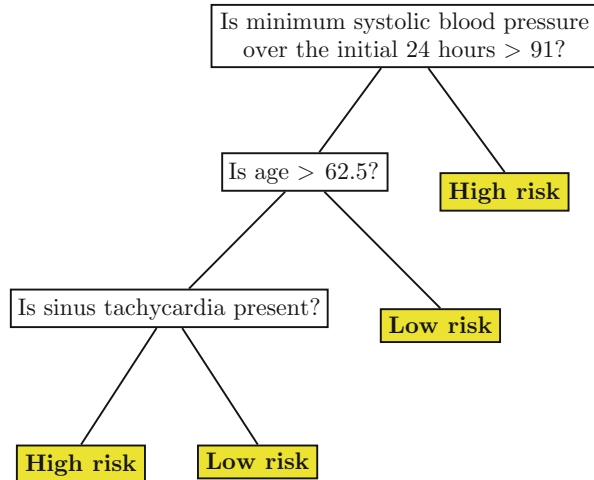 Is minimum systolic blood pressure
over the initial 24 hours > 91?
Is age > 62.5?
High risk
Is sinus tachycardia present?
Low risk
High risk
Low risk